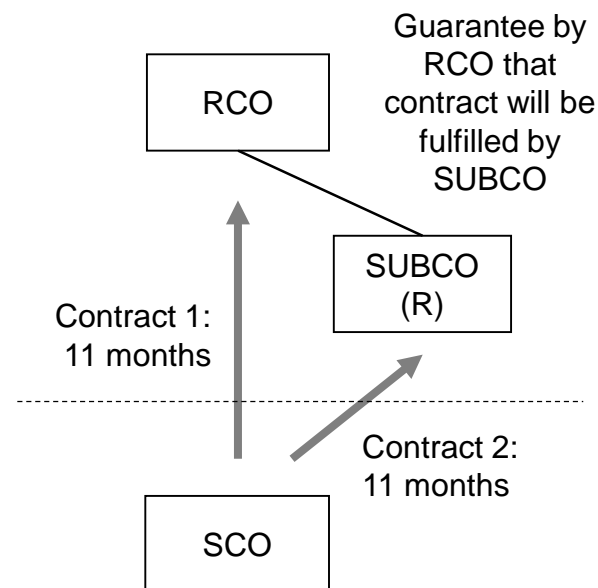 Guarantee by
RCO that
contract will be
fulfilled by
SUBCO
RCO
SUBCO
(R)
Contract 1:
11 months
Contract 2:
11 months
SCO